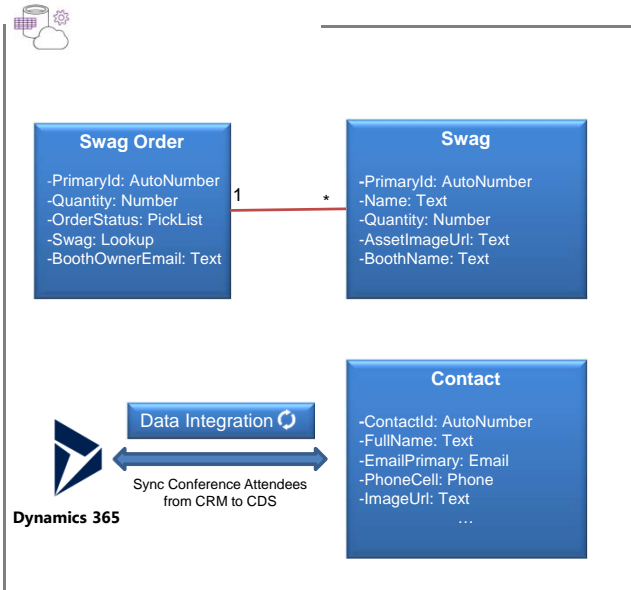 Swag Order
-PrimaryId: AutoNumber
-Quantity: Number
-OrderStatus: PickList
-Swag: Lookup
-BoothOwnerEmail: Text
1
*
Swag
-PrimaryId: AutoNumber
-Name: Text
-Quantity: Number
-AssetImageUrl: Text
-BoothName: Text
Data Integration
Sync Conference Attendees
from CRM to CDS
Dynamics 365
Contact
-ContactId: AutoNumber
-FullName: Text
-EmailPrimary: Email
-PhoneCell: Phone
-ImageUrl: Text
…